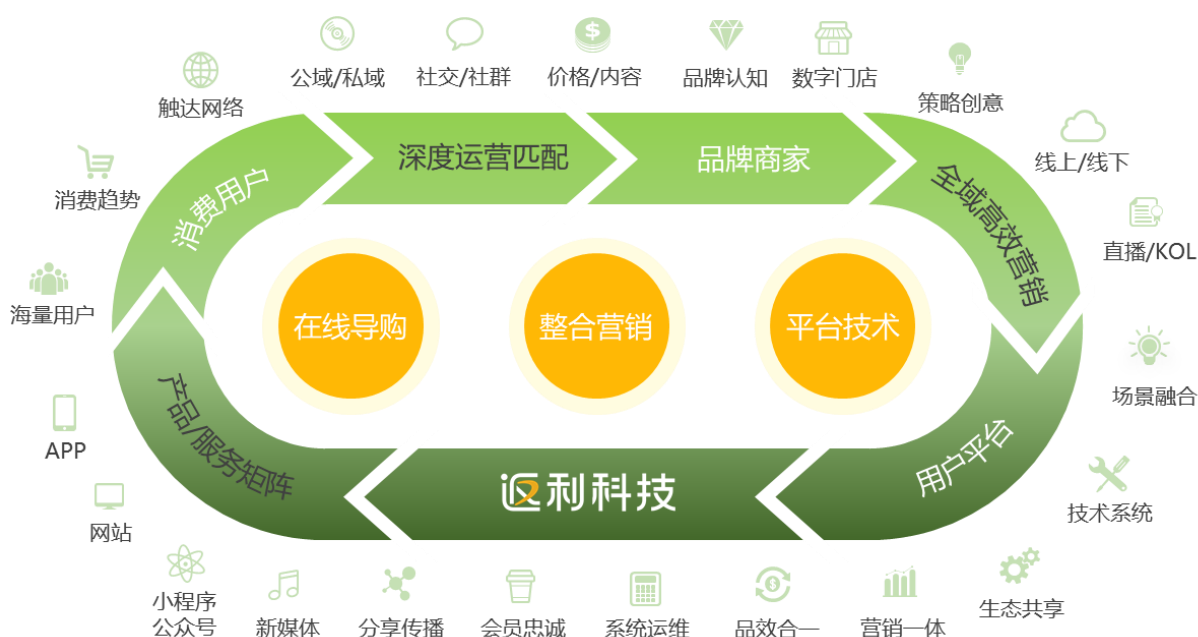 公域/私域
社交/社群
价格/内容
品牌认知
数字门店
策略创意
触达网络
线上/线下
消费趋势
直播/KOL
海量用户
场景融合
APP
技术系统
网站
生态共享
小程序
公众号
新媒体
分享传播
会员忠诚
系统运维
品效合一
营销一体
消费用户
深度运营匹配
品牌商家
全域高效营销
用户平台
返利科技
产品/服务矩阵
在线导购
整合营销
平台技术